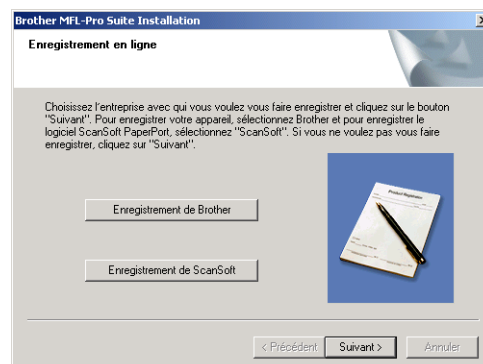 Brother MFL-Pro Suite Installation
Enregistrement en ligne
Choisissez l'entreprise avec qui vous voulez vous faire enregistrer et cliquez sur le bouton
"Suivant". Pour enregistrer votre appareil, sélectionnez Brother et pour enregistrer le
logiciel ScanSoft PaperPort, sélectionnez "ScanSoft". Si vous ne voulez pas vous faire
enregistrer, cliquez sur "Suivant".
Product Registration
Enregistrement de Brother
Enregistrement de ScanSoft
< Précédent Suivant > Annuler